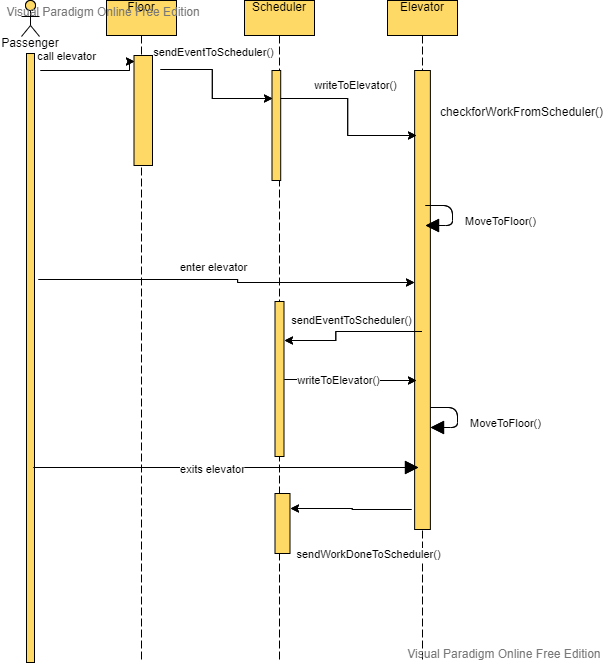 Visual Paradigm Online Free Edition
Floor
Scheduler
Elevator
Passenger
call elevator
sendEventToScheduler()
writeToElevator()
checkforWorkFromScheduler()
MoveToFloor()
enter elevator
sendEventToScheduler()
writeToElevator()
MoveToFloor()
exits elevator
sendWorkDoneToScheduler()
Visual Paradigm Online Free Edition